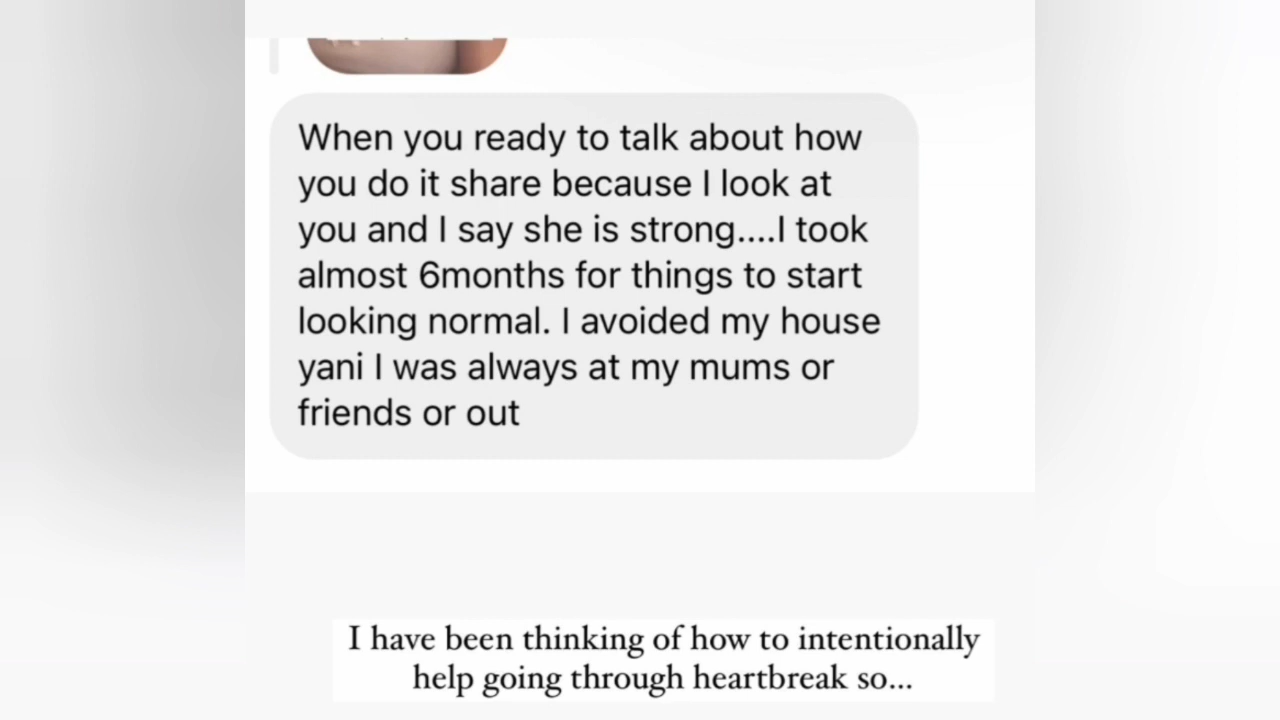 When you ready to talk about how
you do it share because I look at
you and I say she is strong....I took
almost 6months for things to start
looking normal. I avoided my house
yani I was always at my mums or
friends or out
I have been thinking of how to intentionally
help going through heartbreak so...